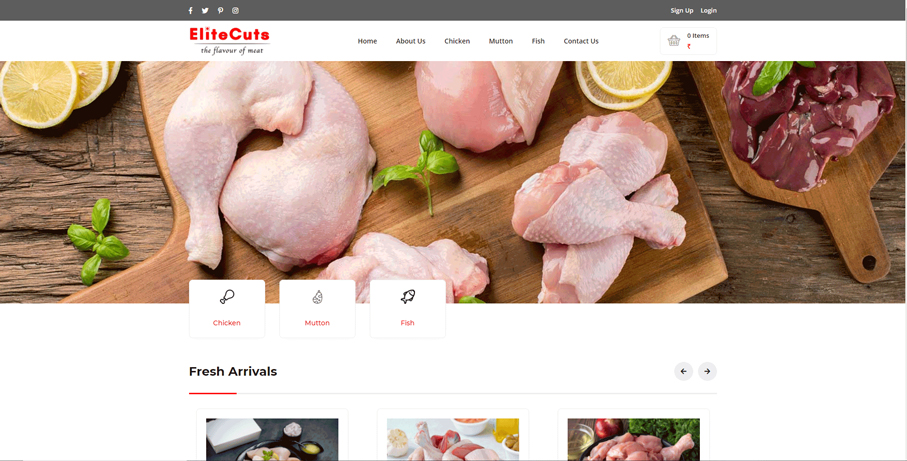 Sign Up Login
EliteCuts
the flavour of meat
Home About Us Chicken Mutton Fish Contact Us
0 Items
₹
Chicken Mutton Fish
Fresh Arrivals